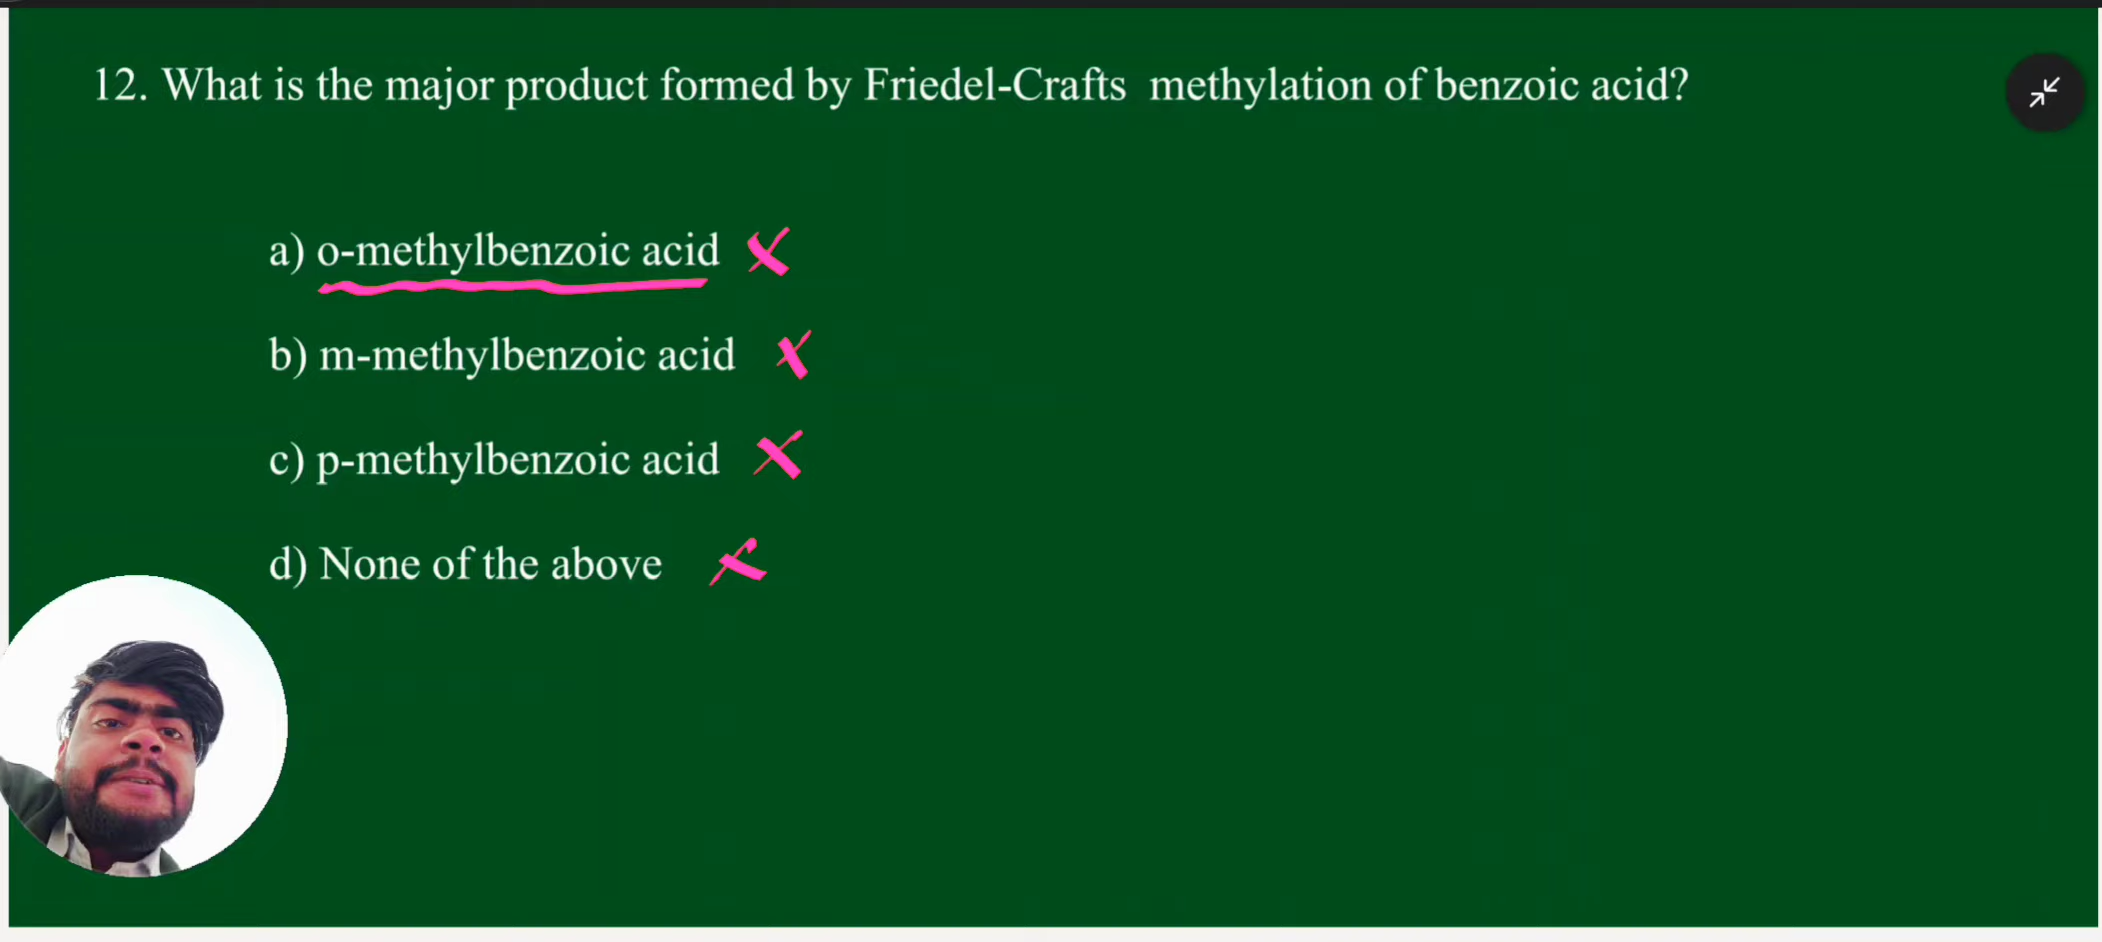 12. What is the major product formed by Friedel-Crafts methylation of benzoic acid?
a) o-methylbenzoic acid
b) m-methylbenzoic acid
c) p-methylbenzoic acid
d) None of the above